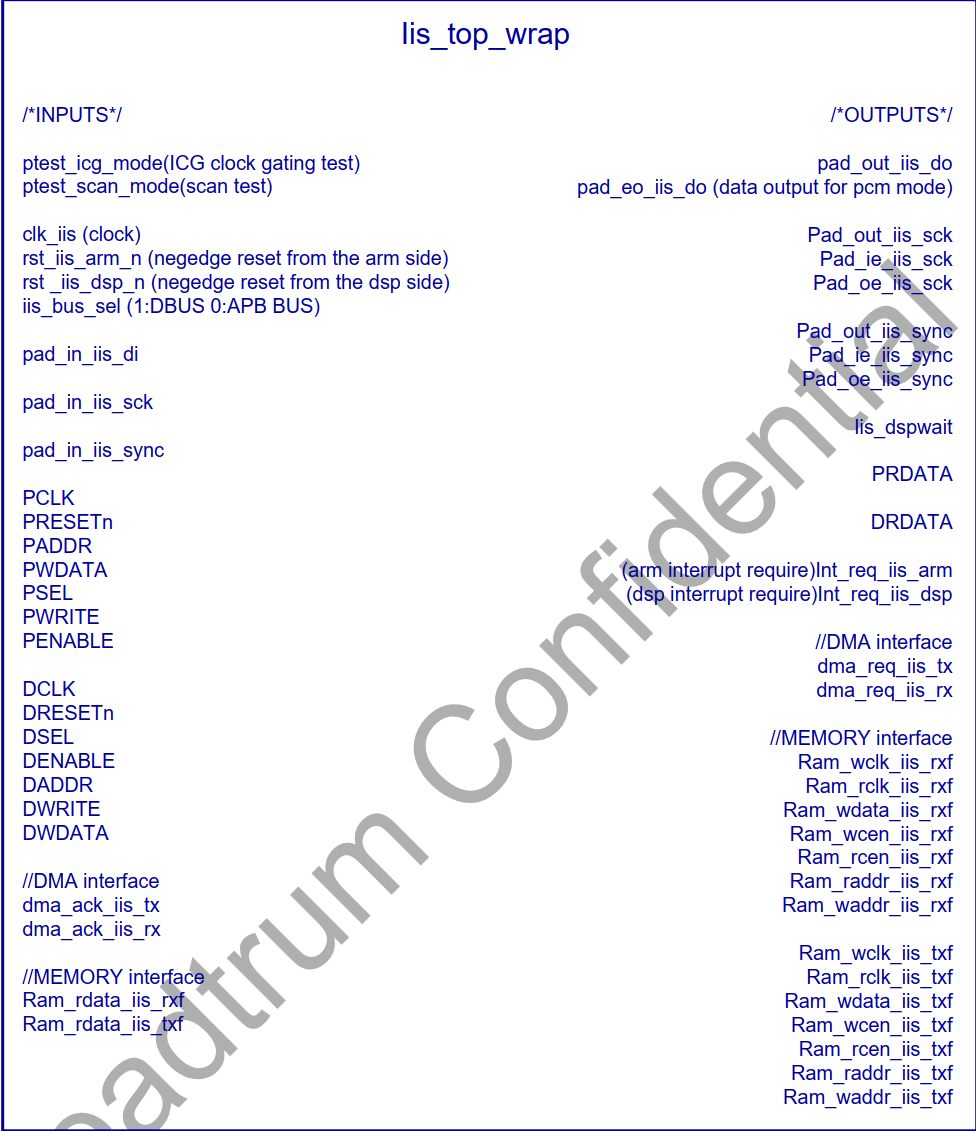 Iis_top_wrap
/*INPUTS*/
ptest_icg_mode(ICG clock gating test)
ptest_scan_mode(scan test)
clk_iis (clock)
rst_iis_arm_n (negedge reset from the arm side)
rst _iis_dsp_n (negedge reset from the dsp side)
iis_bus_sel (1:DBUS 0:APB BUS)
pad_in_iis_di
pad_in_iis_sck
pad_in_iis_sync
PCLK
PRESETn
PADDR
PWDATA
PSEL
PWRITE
PENABLE
DCLK
DRESETn
DSEL
DENABLE
DADDR
DWRITE
DWDATA
//DMA interface
dma_ack_iis_tx
dma_ack_iis_rx
//MEMORY interface
Ram_rdata_iis_rxf
Ram_rdata_iis_txf
/*OUTPUTS*/
pad_out_iis_do
pad_eo_iis_do (data output for pcm mode)
Pad_out_iis_sck
Pad_ie_iis_sck
Pad_oe_iis_sck
Pad_out_iis_sync
Pad_ie_iis_sync
Pad_oe_iis_sync
Iis_dspwait
PRDATA
DRDATA
(arm interrupt require)Int_req_iis_arm
(dsp interrupt require)Int_req_iis_dsp
//DMA interface
dma_req_iis_tx
dma_req_iis_rx
//MEMORY interface
Ram_wclk_iis_rxf
Ram_rclk_iis_rxf
Ram_wdata_iis_rxf
Ram_wcen_iis_rxf
Ram_rcen_iis_rxf
Ram_raddr_iis_rxf
Ram_waddr_iis_rxf
Ram_wclk_iis_txf
Ram_rclk_iis_txf
Ram_wdata_iis_txf
Ram_wcen_iis_txf
Ram_rcen_iis_txf
Ram_raddr_iis_txf
Ram_waddr_iis_txf
adtrum Confidential